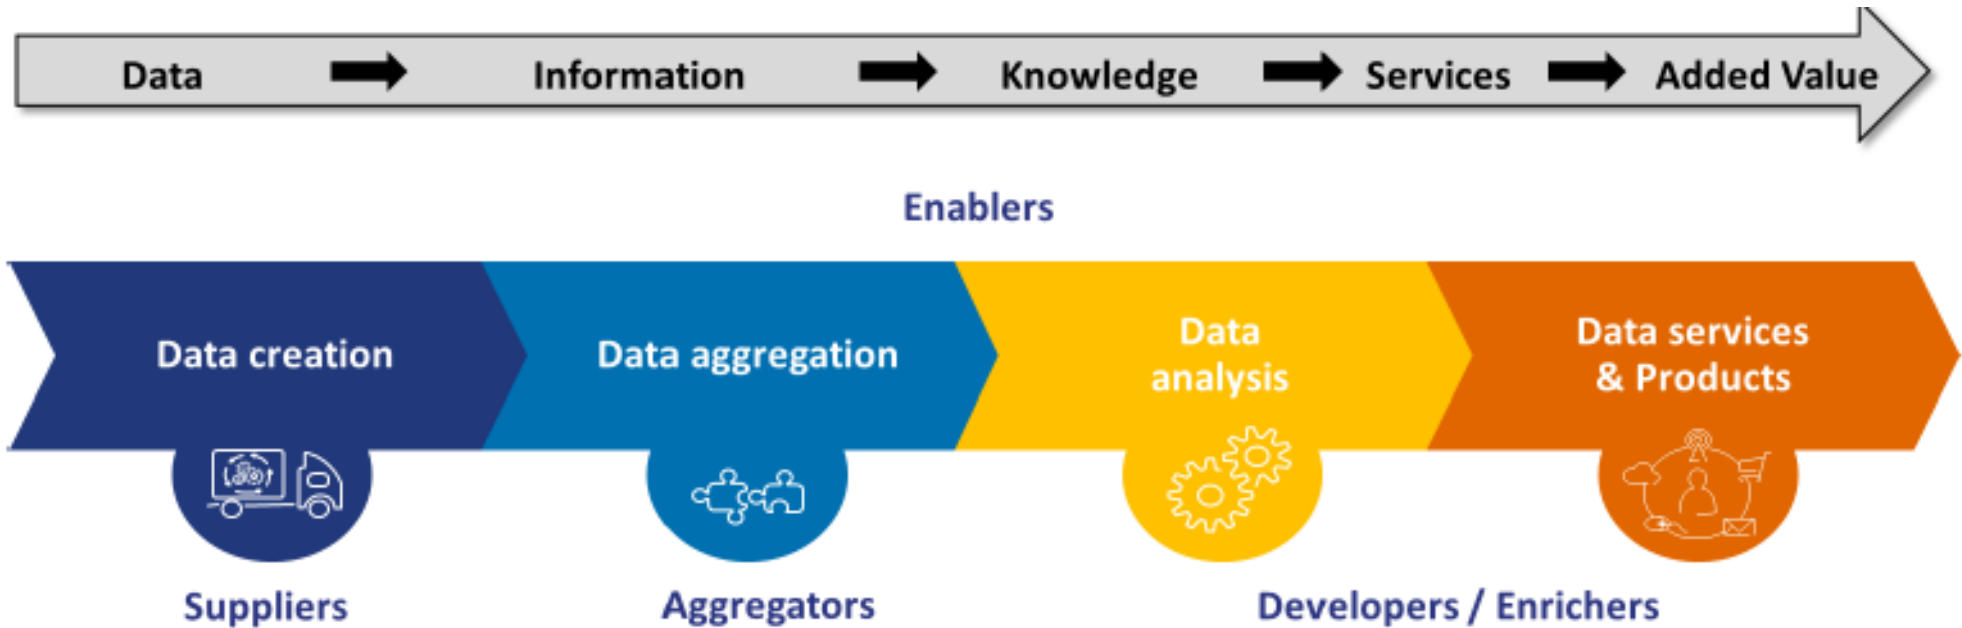 Data Information Knowledge Services Added Value
Enablers
Data creation
Data aggregation
Data
analysis
Data services
& Products
Suppliers
Aggregators
Developers / Enrichers